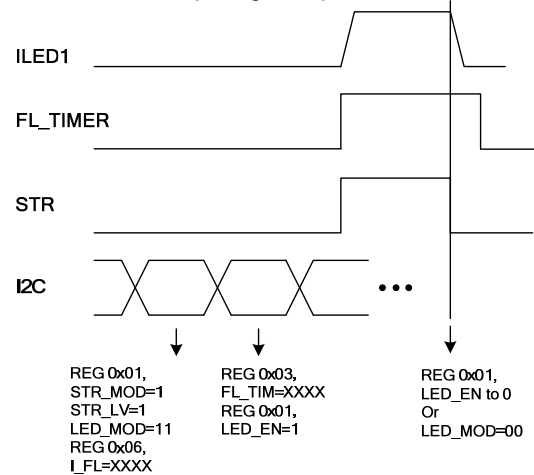 ILED1
FL_TIMER
STR
I2C
REG 0x01,
STR_MOD=1
STR_LV=1
LED_MOD=11
REG 0x06,
I_FL=XXXX
REG 0x03,
FL_TIM=XXXX
REG 0x01,
LED_EN=1
REG 0x01,
LED_EN to 0
Or
LED_MOD=00